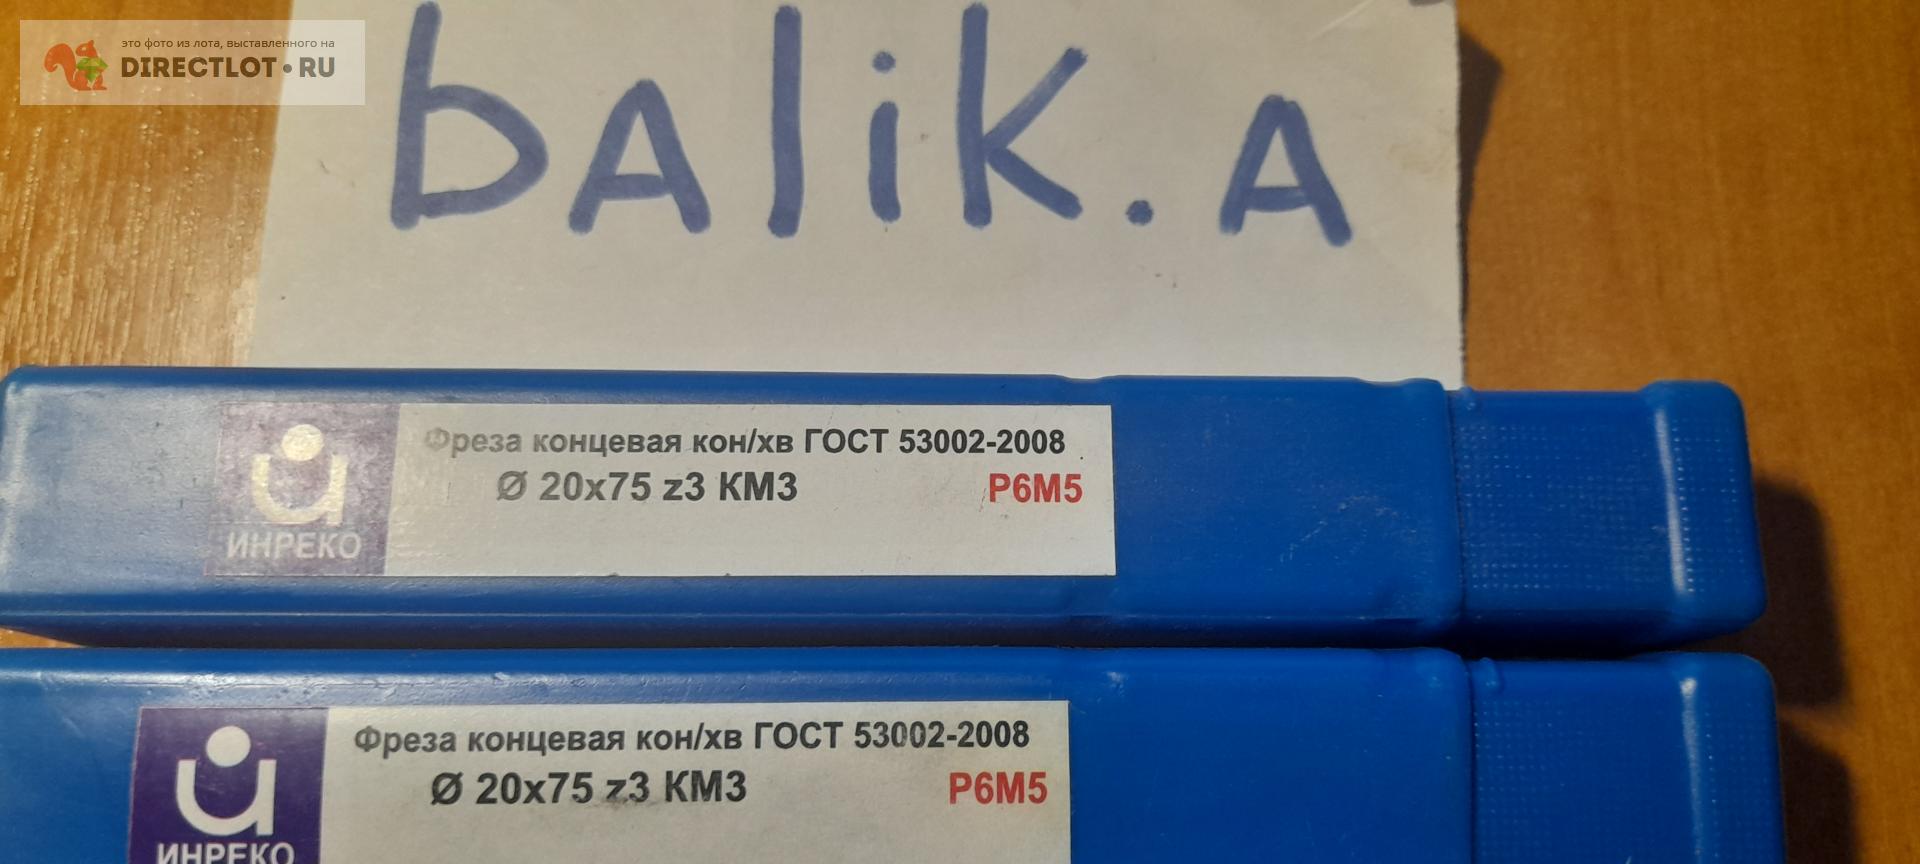 это фото из лота, выставленного на
DIRECTLOT•RU
bAlik.A
Фреза концевая кон/хв ГОСТ 53002-2008
Ø 20x75 z3 КМ3
Р6М5
ИНРЕКО
Фреза концевая кон/хв ГОСТ 53002-2008
Ø 20x75 z3 КМ3
Р6М5
ИНРЕКО